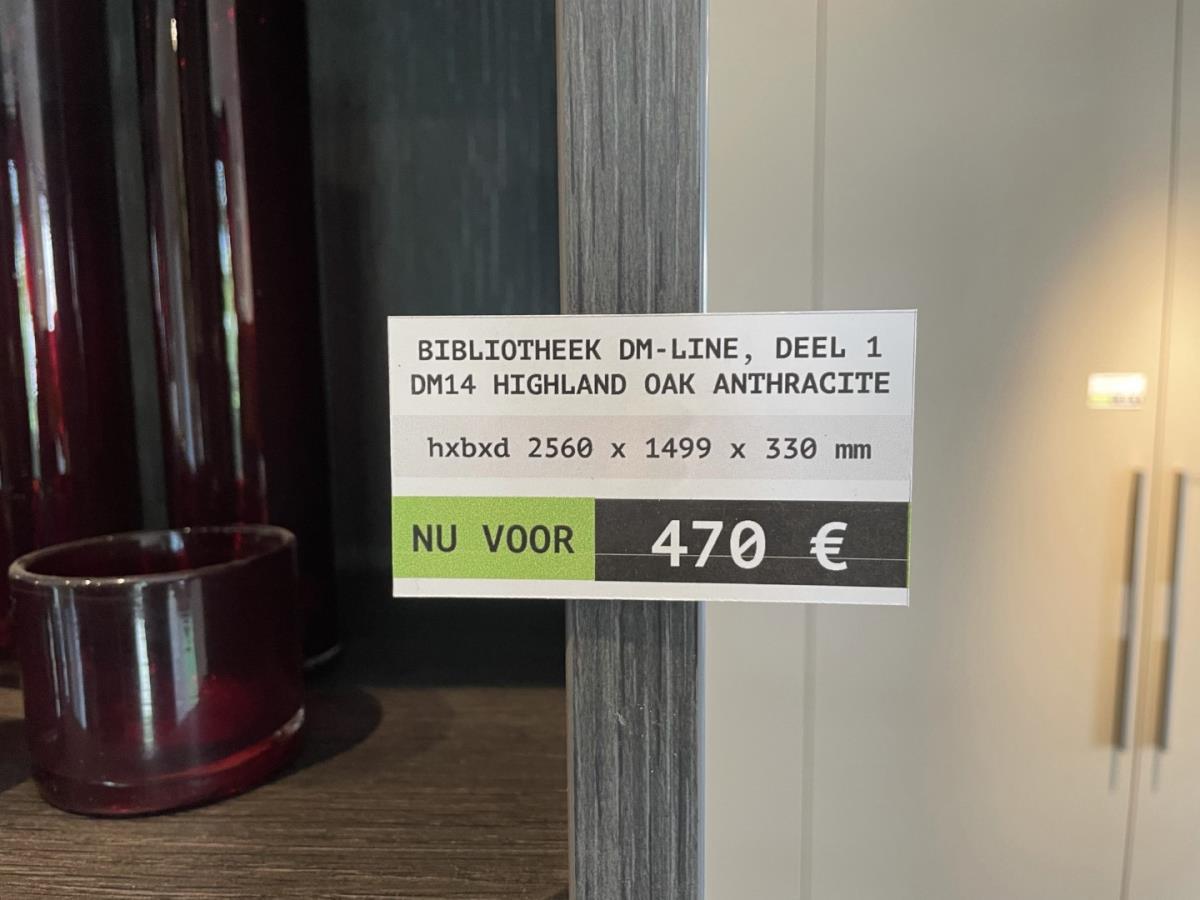 BIBLIOTHEEK DM-LINE, DEEL 1
DM14 HIGHLAND OAK ANTHRACITE
hxbxd 2560 x 1499 x 330 mm
NU VOOR 470 €